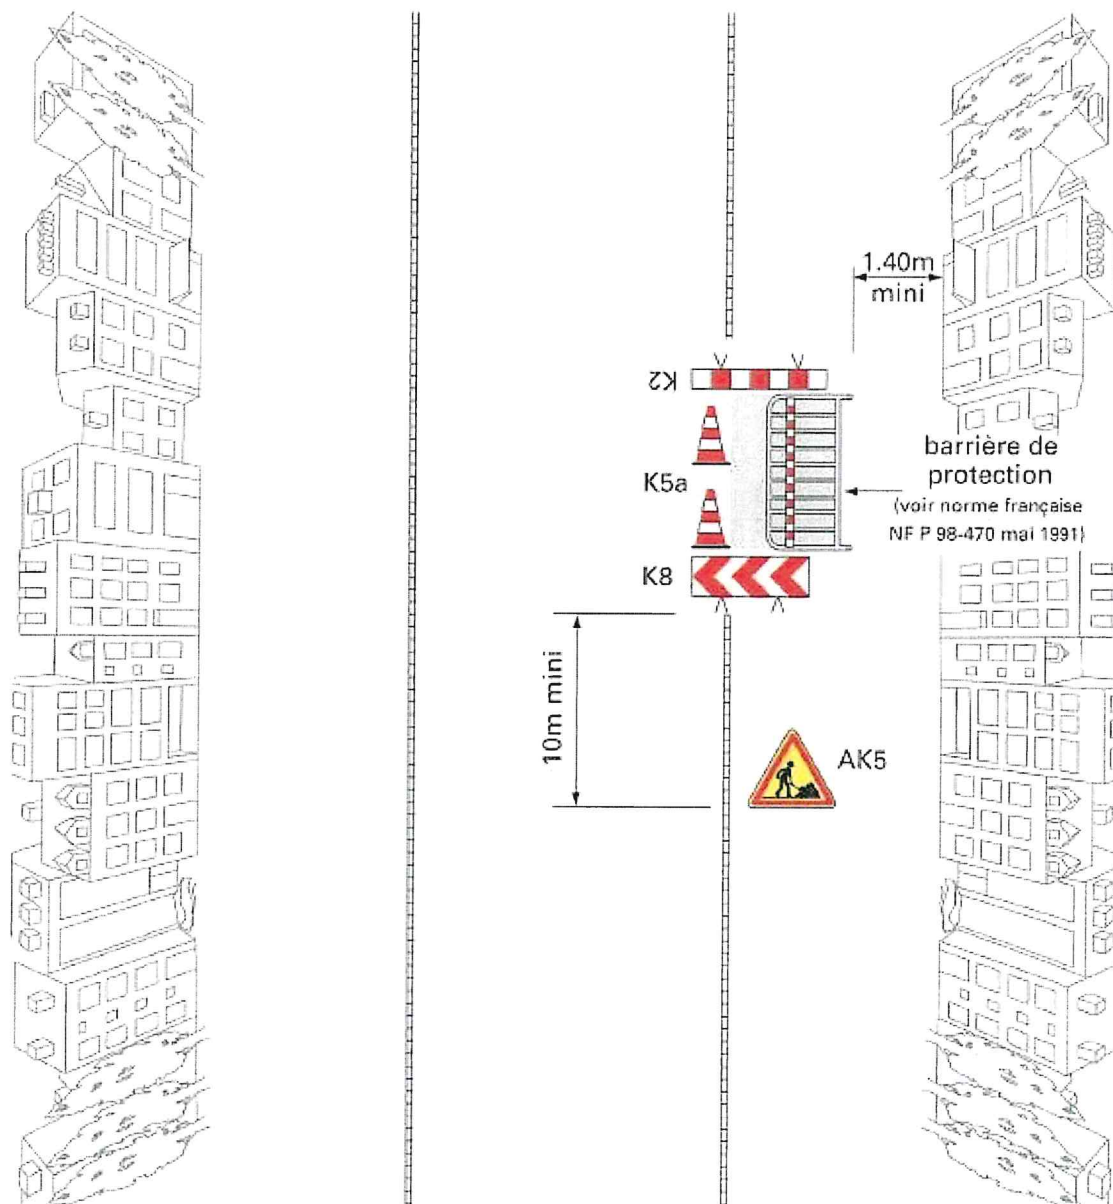 1.40m
mini
K2
barrière de
protection
(voir norme française
NF P 98-470 mai 1991)
K5a
K8
10m mini
AK5